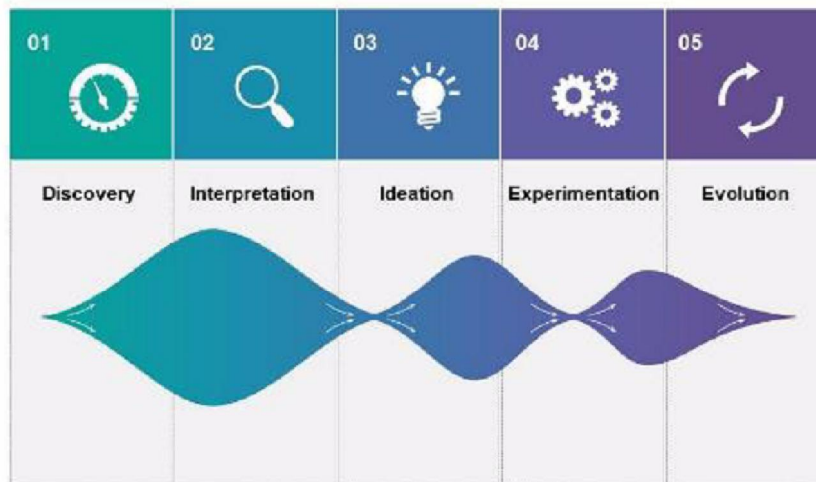 01
02
03
04
05
Discovery
Interpretation
Ideation
Experimentation
Evolution